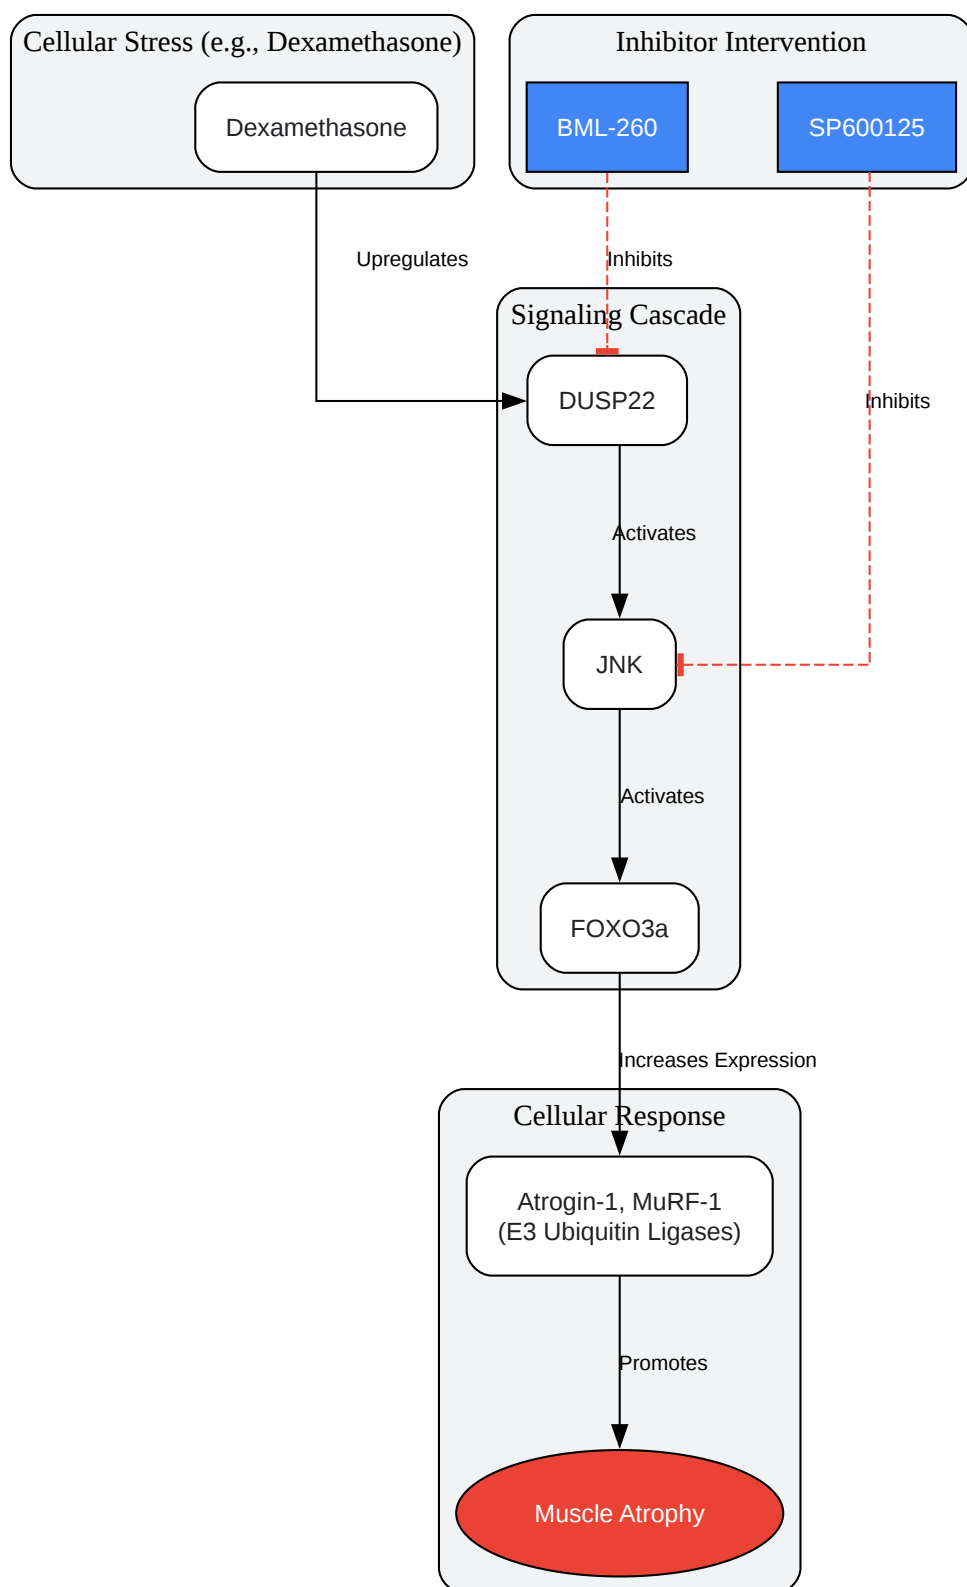 Cellular Stress (e.g., Dexamethasone)
Inhibitor Intervention
Dexamethasone
BML-260
SP600125
Upregulates
Inhibits
Signaling Cascade
DUSP22
Inhibits
Activates
JNK
Activates
FOXO3a
Increases Expression
Cellular Response
Atrogin-1, MuRF-1
(E3 Ubiquitin Ligases)
Promotes
Muscle Atrophy